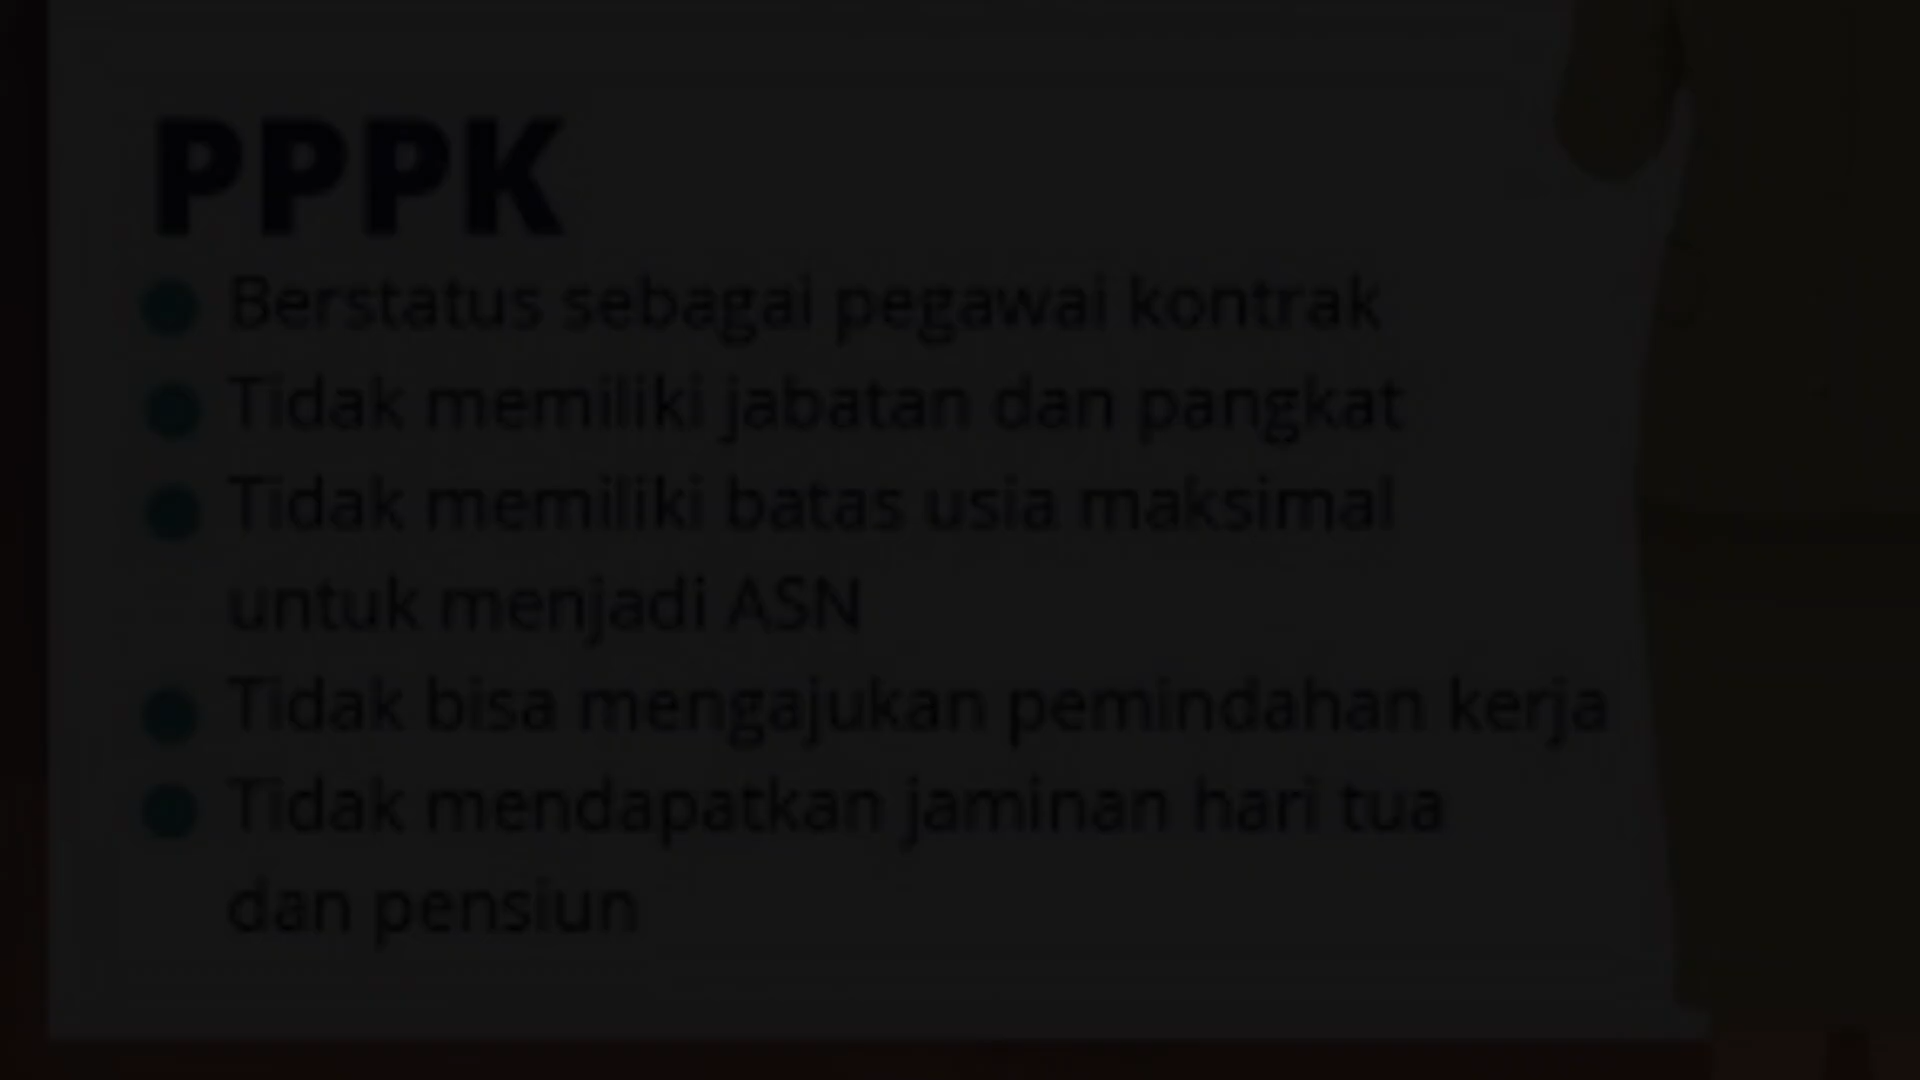 PPPK
Berstatus sebagai pegawai kontrak
Tidak memiliki jabatan dan pangkat
Tidak memiliki batas usia maksimal
untuk menjadi ASN
Tidak bisa mengajukan pemindahan kerja
Tidak mendapatkan jaminan hari tua
dan pensiun